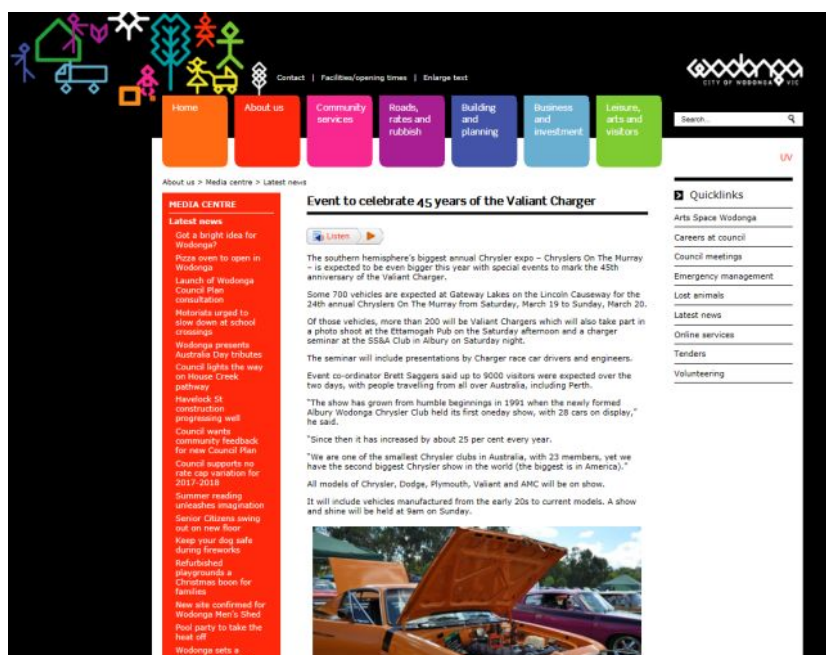 Contact | Facilities/opening times | Enlarge text
wodonga
CITY OF WODONGA VIC
Home
About us
Community
services
Roads,
rates and
rubbish
Building
and
planning
Business
and
investment
Leisure,
arts and
visitors
Search..
UV
About us > Media centre > Latest news
MEDIA CENTRE
Latest news
Got a bright idea for
Wodonga?
Pizza oven to open in
Wodonga
Launch of Wodonga
Council Plan
consultation
Motorists urged to
slow down at school
crossings
Wodonga presents
Australia Day tributes
Council lights the way
on House Creek
pathway
Havelock St
construction
progressing well
Council wants
community feedback
for new Council Plan
Council supports no
rate cap variation for
2017-2018
Summer reading
unleashes imagination
Senior Citizens swing
out on new floor
Keep your dog safe
during fireworks
Refurbished
playgrounds a
Christmas boon for
families
New site confirmed for
Wodonga Men's Shed
Pool party to take the
heat off
Wodonga sets a
Event to celebrate 45 years of the Valiant Charger
Listen
The southern hemisphere's biggest annual Chrysler expo – Chryslers On The Murray
– is expected to be even bigger this year with special events to mark the 45th
anniversary of the Valiant Charger.
Some 700 vehicles are expected at Gateway Lakes on the Lincoln Causeway for the
24th annual Chryslers On The Murray from Saturday, March 19 to Sunday, March 20.
Of those vehicles, more than 200 will be Valiant Chargers which will also take part in
a photo shoot at the Ettamogah Pub on the Saturday afternoon and a charger
seminar at the SS&A Club in Albury on Saturday night.
The seminar will include presentations by Charger race car drivers and engineers.
Event co-ordinator Brett Saggers said up to 9000 visitors were expected over the
two days, with people travelling from all over Australia, including Perth.
"The show has grown from humble beginnings in 1991 when the newly formed
Albury Wodonga Chrysler Club held its first oneday show, with 28 cars on display,"
he said.
"Since then it has increased by about 25 per cent every year.
"We are one of the smallest Chrysler clubs in Australia, with 23 members, yet we
have the second biggest Chrysler show in the world (the biggest is in America)."
All models of Chrysler, Dodge, Plymouth, Valiant and AMC will be on show.
It will include vehicles manufactured from the early 20s to current models. A show
and shine will be held at 9am on Sunday.
Quicklinks
Arts Space Wodonga
Careers at council
Council meetings
Emergency management
Lost animals
Latest news
Online services
Tenders
Volunteering